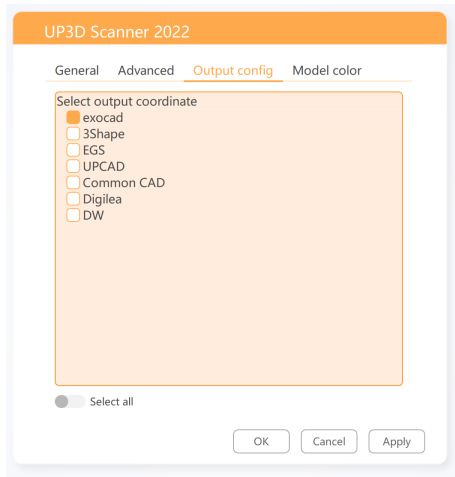 UP3D Scanner 2022
General Advanced Output config Model color
Select output coordinate
exocad
3Shape
EGS
UPCAD
Common CAD
Digilea
DW
Select all
OK Cancel Apply